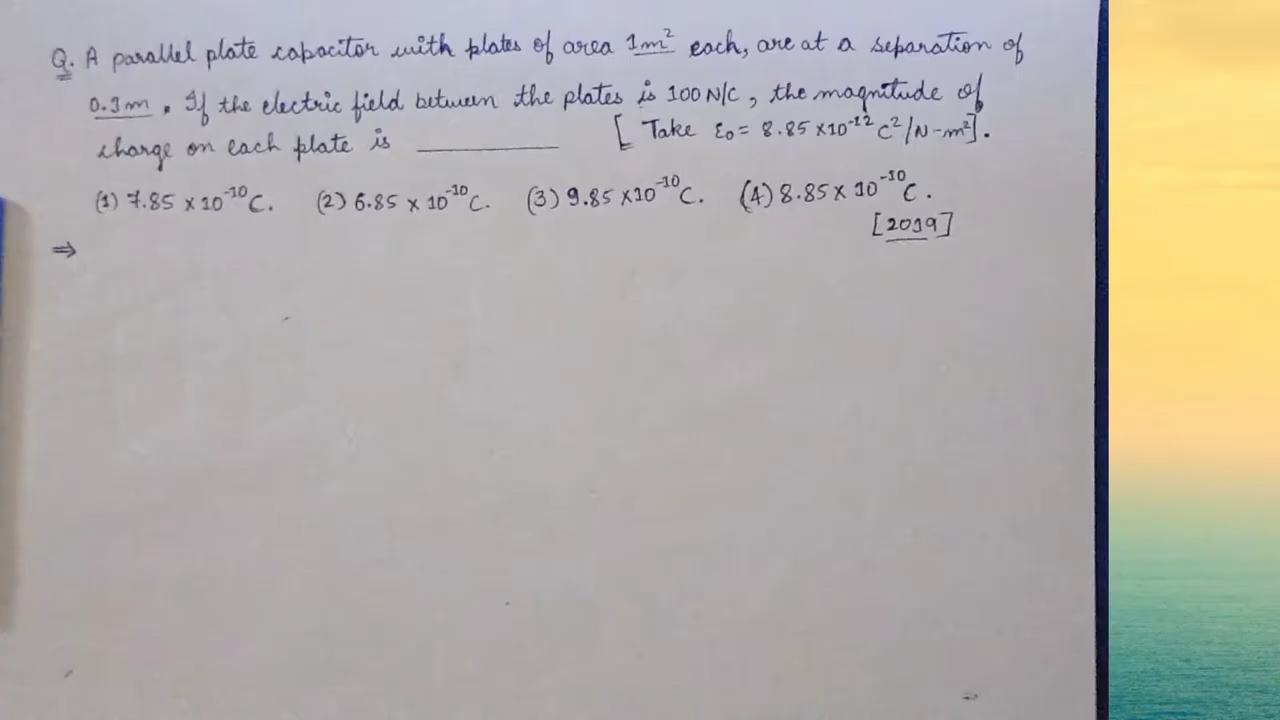 Q. A parallel plate capacitor with plates of area 1m² each, are at a separation of
0.1m. If the electric field between the plates is 100 N/C, the magnitude of
charge on each plate is ________ [Take ε₀ = 8.85 × 10⁻¹² C²/N-m²].
(1) 7.85 × 10⁻¹⁰ C. (2) 6.85 × 10⁻¹⁰ C. (3) 9.85 × 10⁻¹⁰ C. (4) 8.85 × 10⁻¹⁰ C.
[2019]
⇒